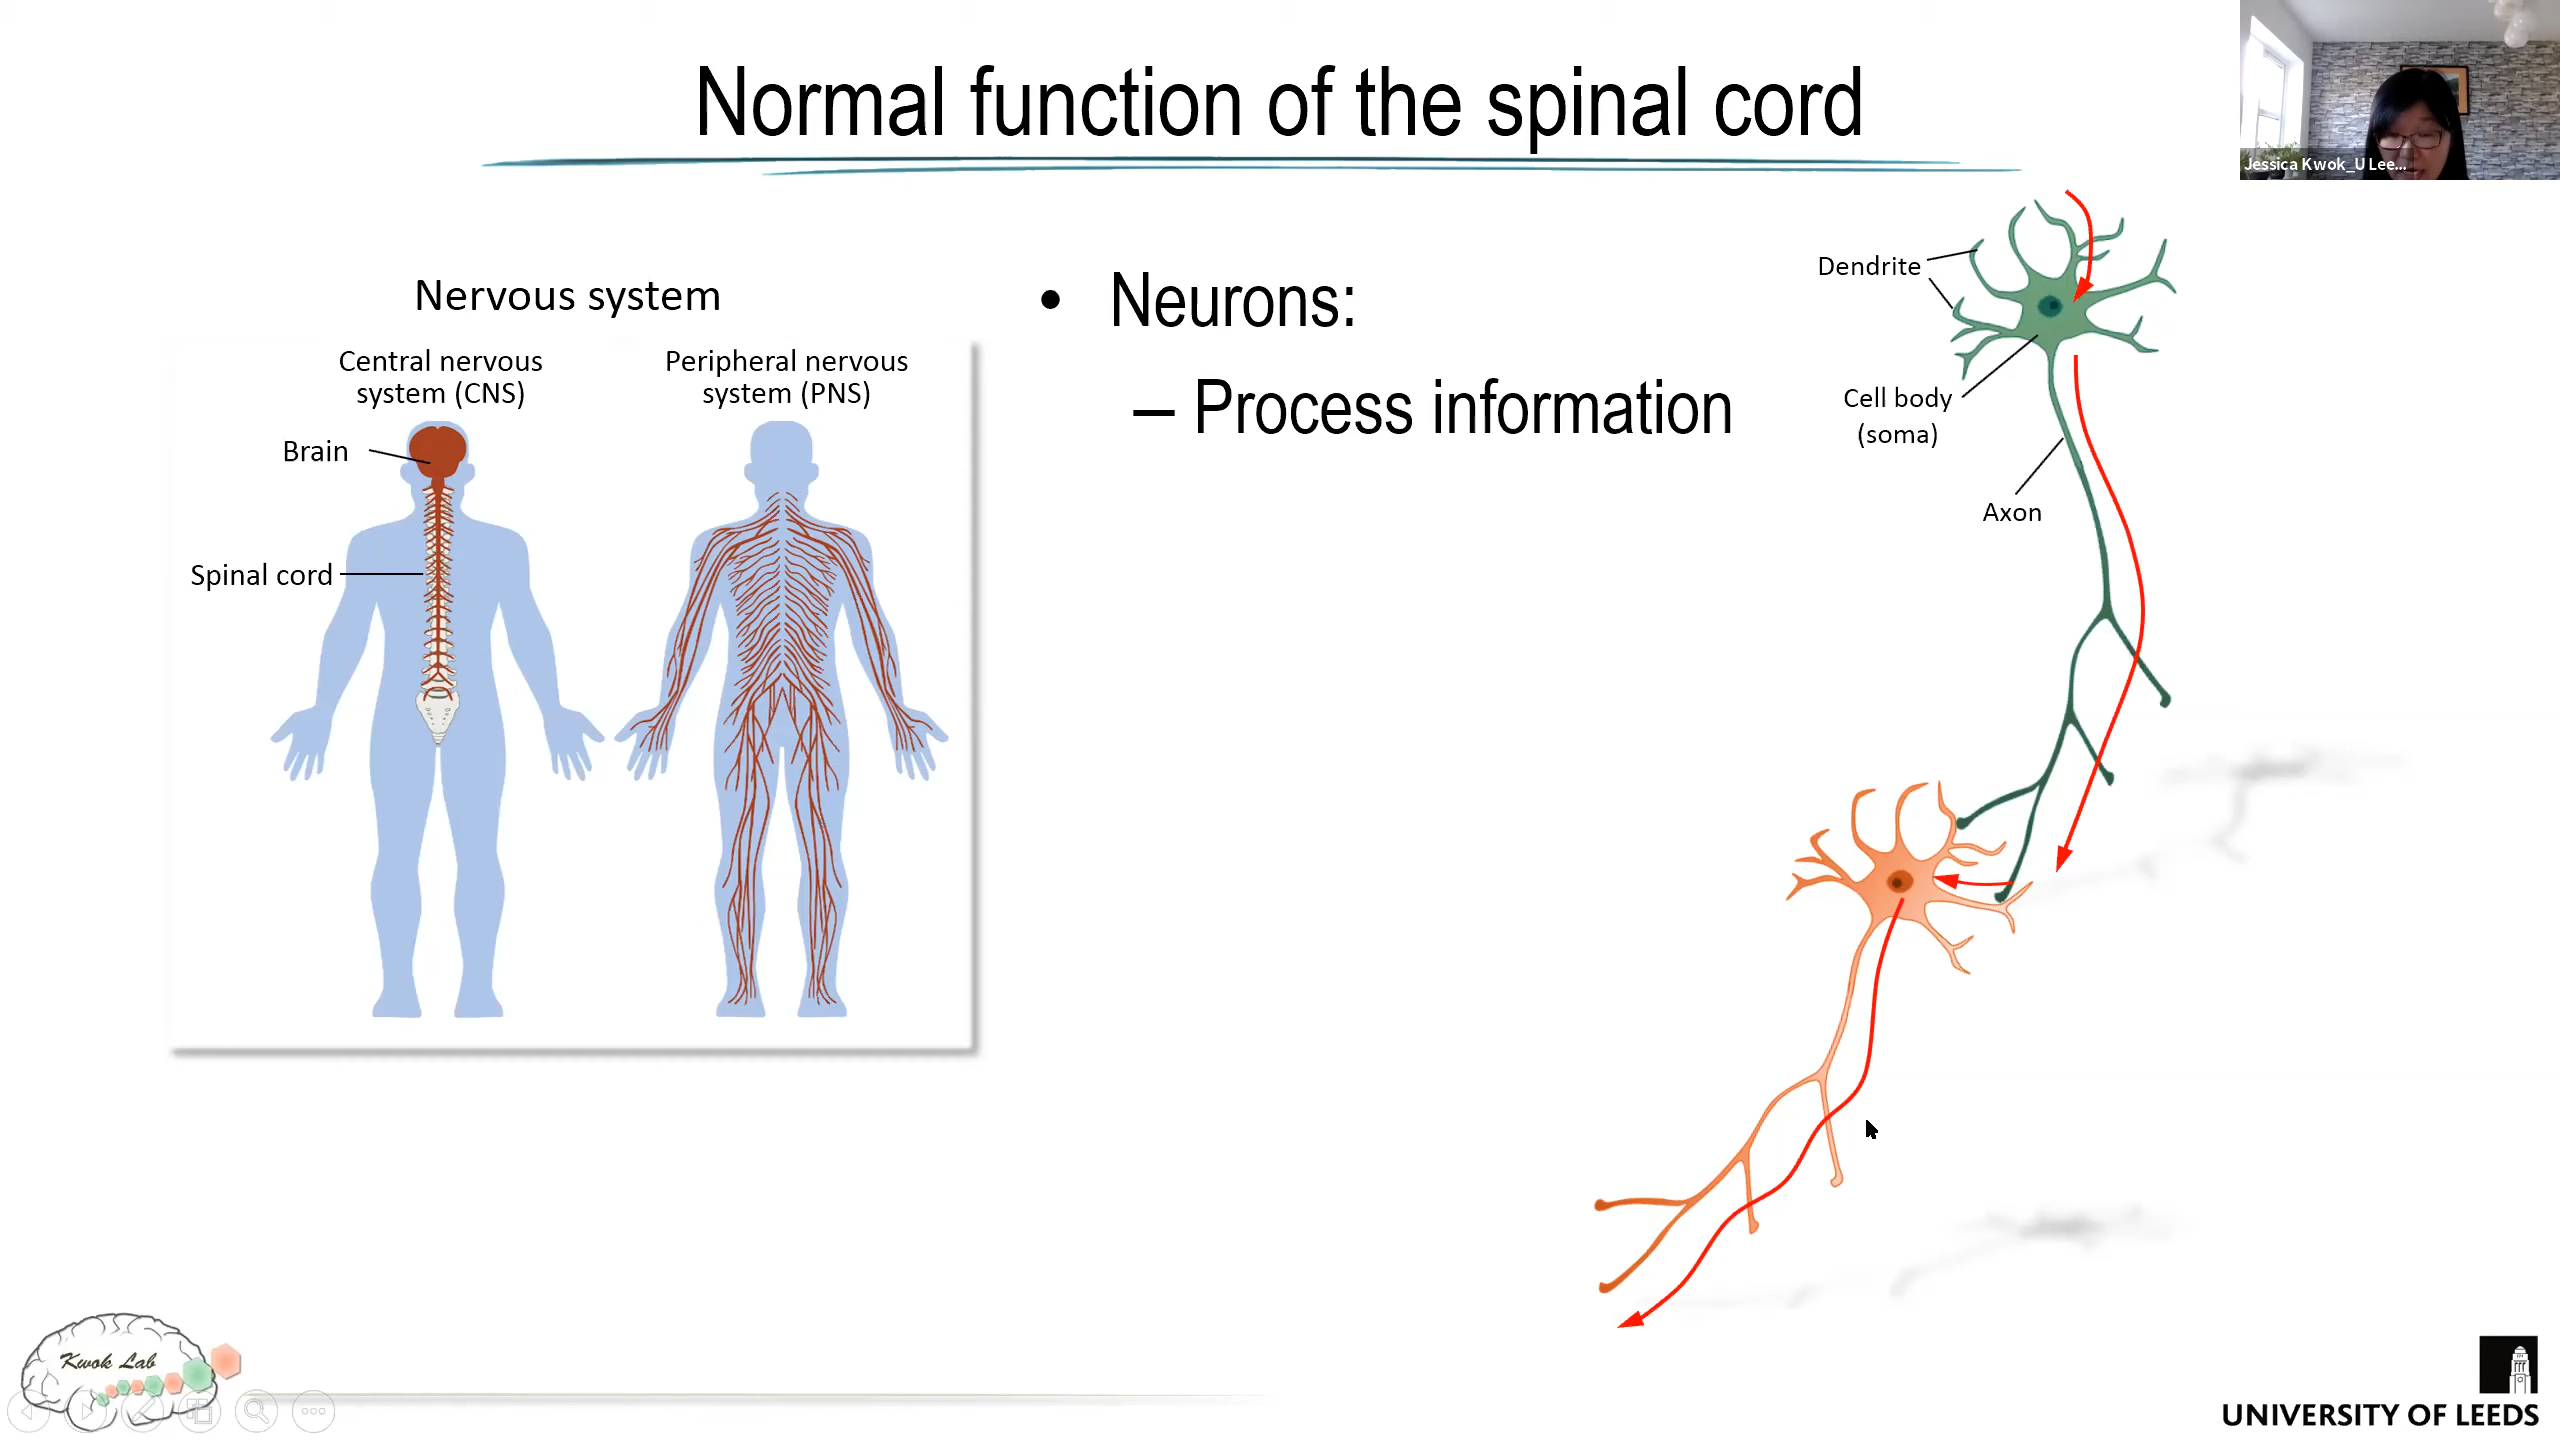 Normal function of the spinal cord
Jessica Kwok_U Lee...
Nervous system
Central nervous
system (CNS)
Peripheral nervous
system (PNS)
Brain
Spinal cord
• Neurons:
– Process information
Dendrite
Cell body
(soma)
Axon
Kwok Lab
UNIVERSITY OF LEEDS